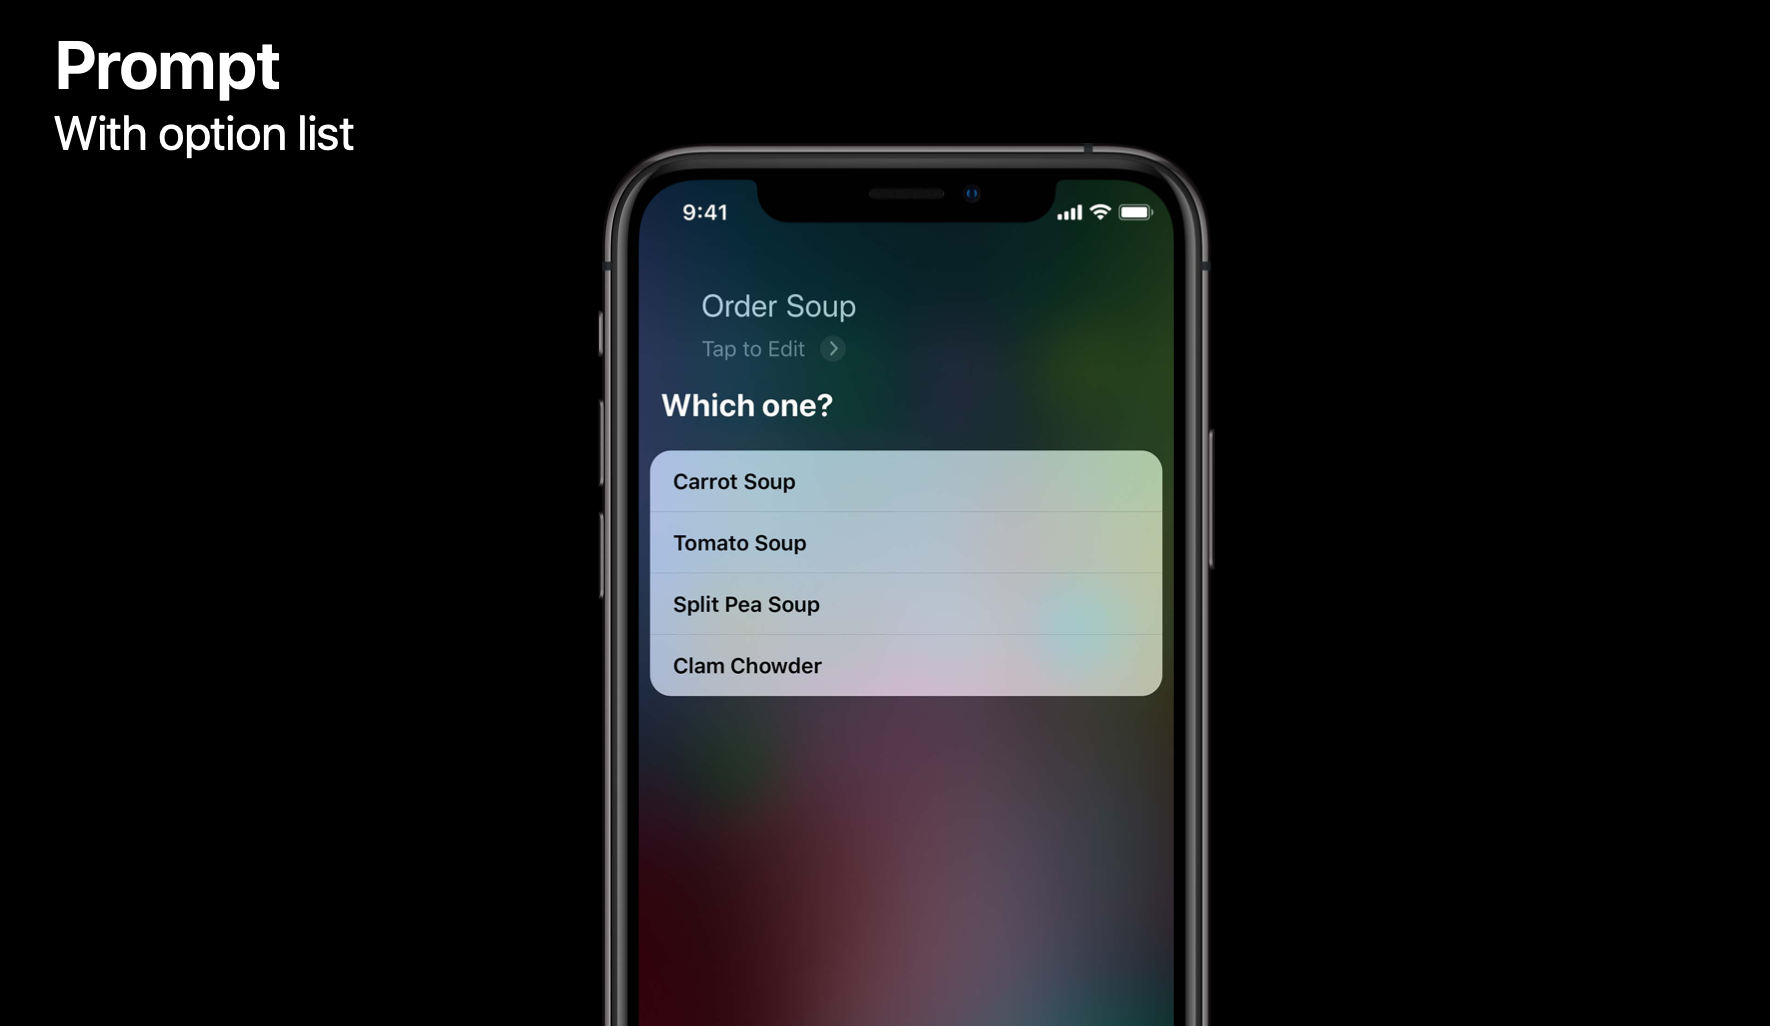 Prompt
With option list
9:41
Order Soup
Tap to Edit
Which one?
Carrot Soup
Tomato Soup
Split Pea Soup
Clam Chowder